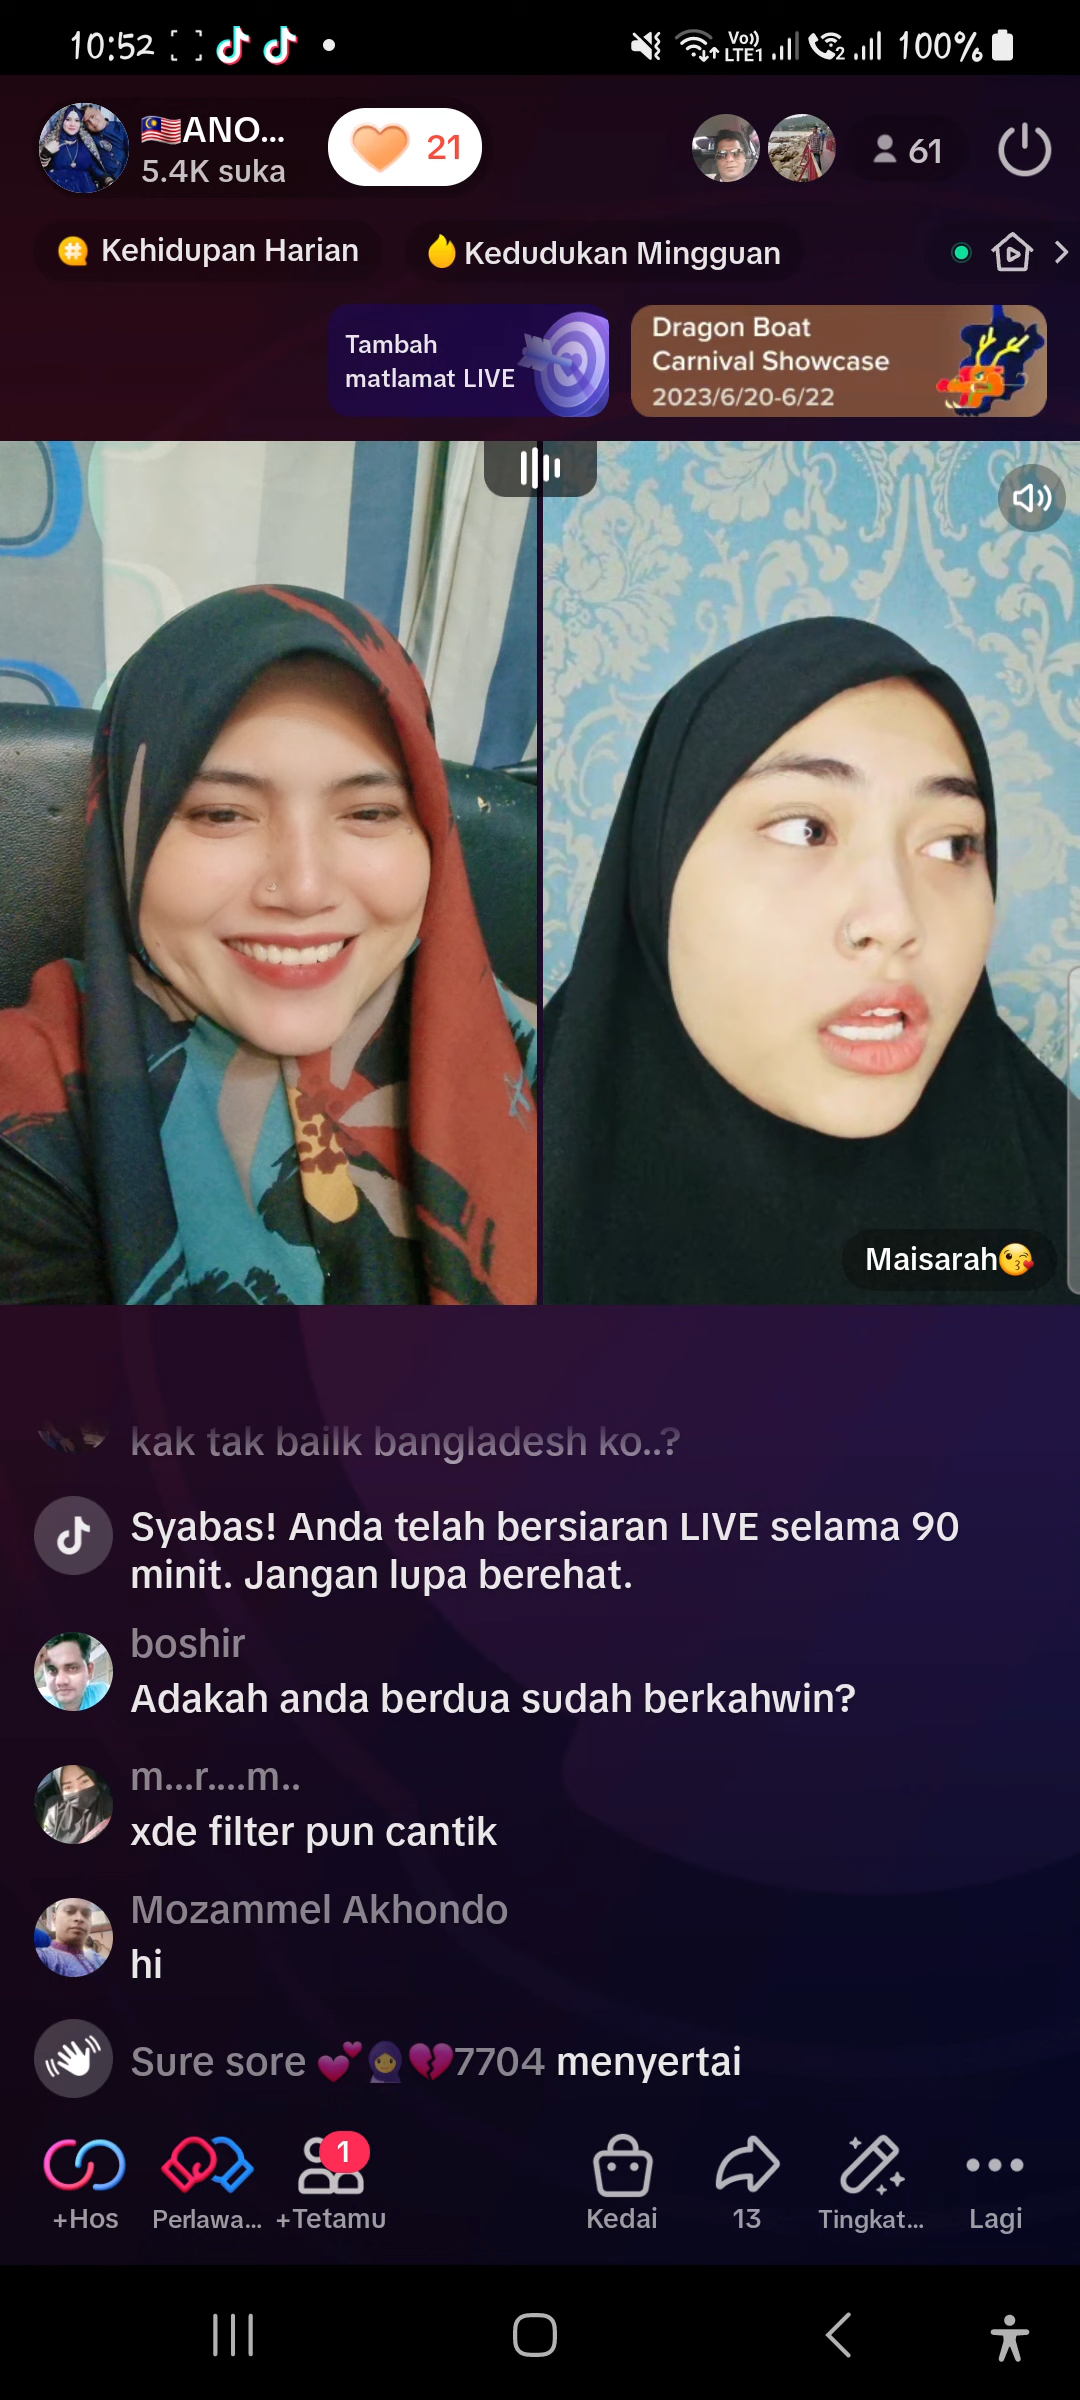 10:52
Vo))
LTE1
2
100%
ANO...
5.4K suka
21
61
Kehidupan Harian
Kedudukan Mingguan
Tambah
matlamat LIVE
Dragon Boat
Carnival Showcase
2023/6/20-6/22
Maisarah
kak tak bailk bangladesh ko..?
Syabas! Anda telah bersiaran LIVE selama 90
minit. Jangan lupa berehat.
boshir
Adakah anda berdua sudah berkahwin?
m...r....m..
xde filter pun cantik
Mozammel Akhondo
hi
Sure sore 💕🧕💔7704 menyertai
1
+Hos
Perlawa...
+Tetamu
Kedai
13
Tingkat...
Lagi